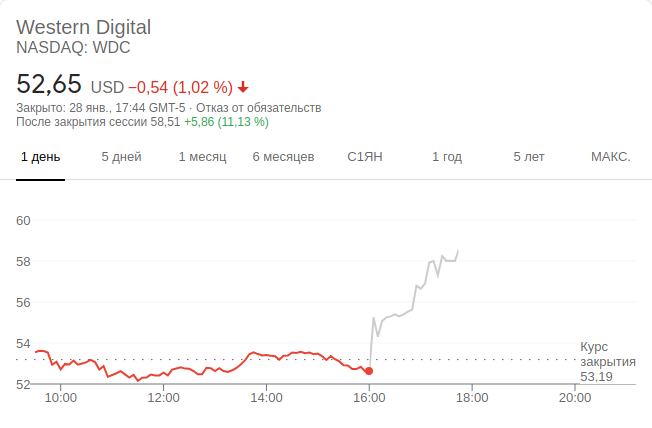 Western Digital
NASDAQ: WDC
52,65 USD −0,54 (1,02 %)
Закрыто: 28 янв., 17:44 GMT-5 · Отказ от обязательств
После закрытия сессии 58,51 +5,86 (11,13 %)
1 день 5 дней 1 месяц 6 месяцев С1ЯН 1 год 5 лет МАКС.
60
58
56
54
Курс
закрытия
53,19
52
10:00 12:00 14:00 16:00 18:00 20:00